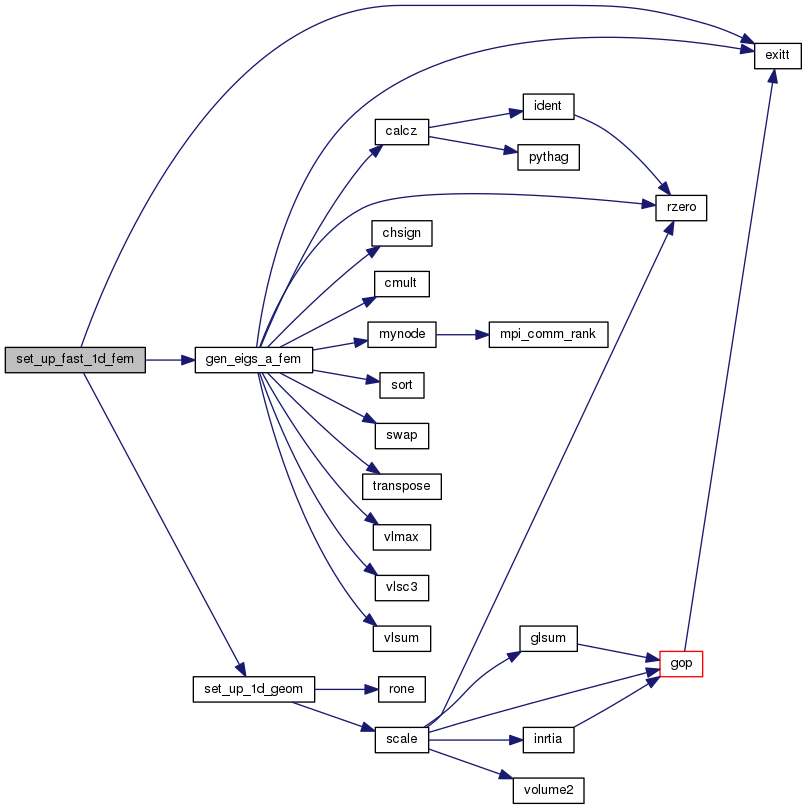 exitt
ident
calcz
pythag
rzero
chsign
cmult
mynode
mpi_comm_rank
set_up_fast_1d_fem
gen_eigs_a_fem
sort
swap
transpose
vlmax
vlsc3
vlsum
glsum
gop
set_up_1d_geom
rone
scale
inrtia
volume2